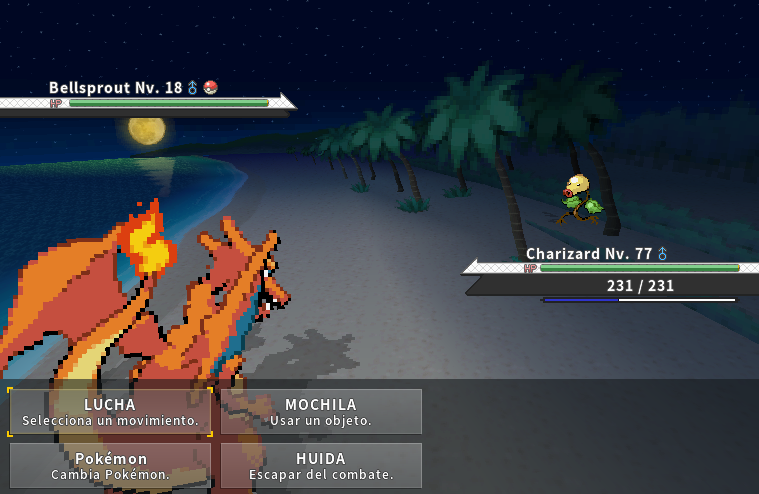 Bellsprout Nv. 18 ♂
HP
Charizard Nv. 77 ♂
HP
231 / 231
LUCHA
Selecciona un movimiento.
MOCHILA
Usar un objeto.
Pokémon
Cambia Pokémon.
HUIDA
Escapar del combate.